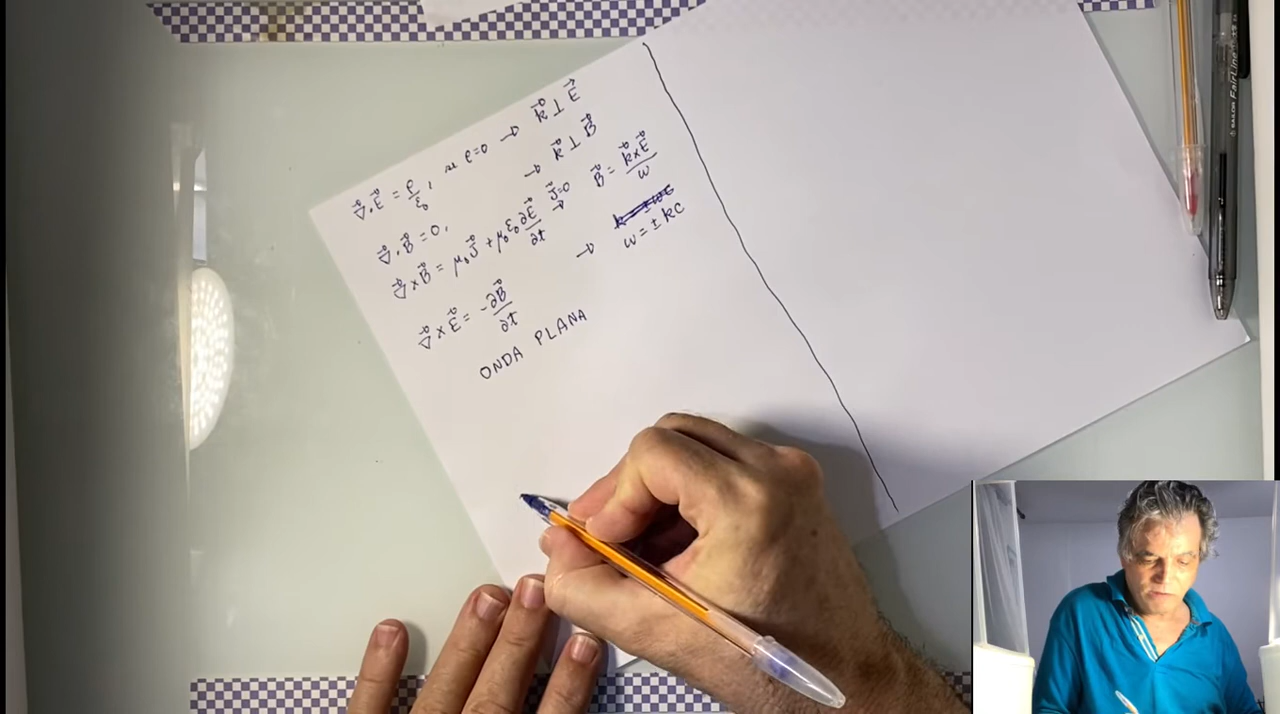 ∇⃗·E⃗ = ρ/ε₀, se ρ=0 → k⃗ ⊥ E⃗
∇⃗·B⃗ = 0, → k⃗ ⊥ B⃗
∇⃗×B⃗ = μ₀J⃗ + μ₀ε₀ ∂E⃗/∂t J⃗=0 → B⃗ = k⃗×E⃗/ω
∇⃗×E⃗ = -∂B⃗/∂t → ω = ± kc
ONDA PLANA